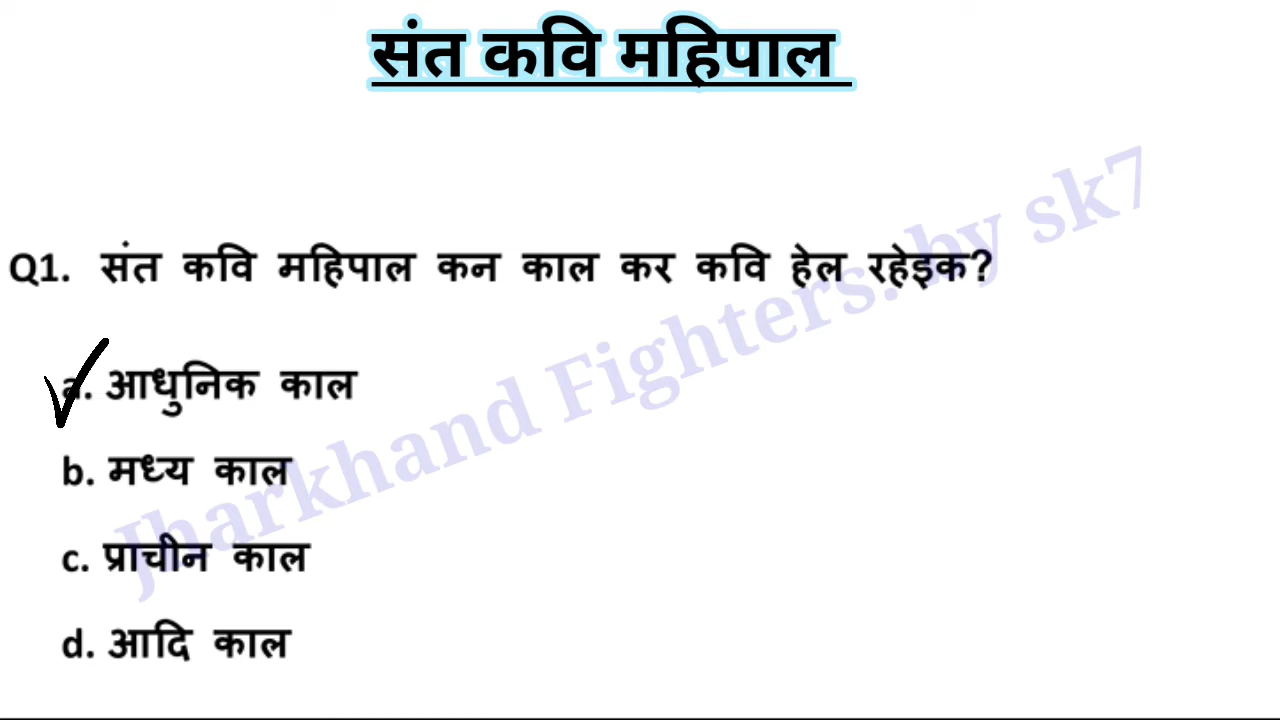 संत कवि महिपाल
Q1. संत कवि महिपाल कन काल कर कवि हेल रहेइक?
a. आधुनिक काल
b. मध्य काल
c. प्राचीन काल
d. आदि काल
Jharkhand Fighters. by sk7